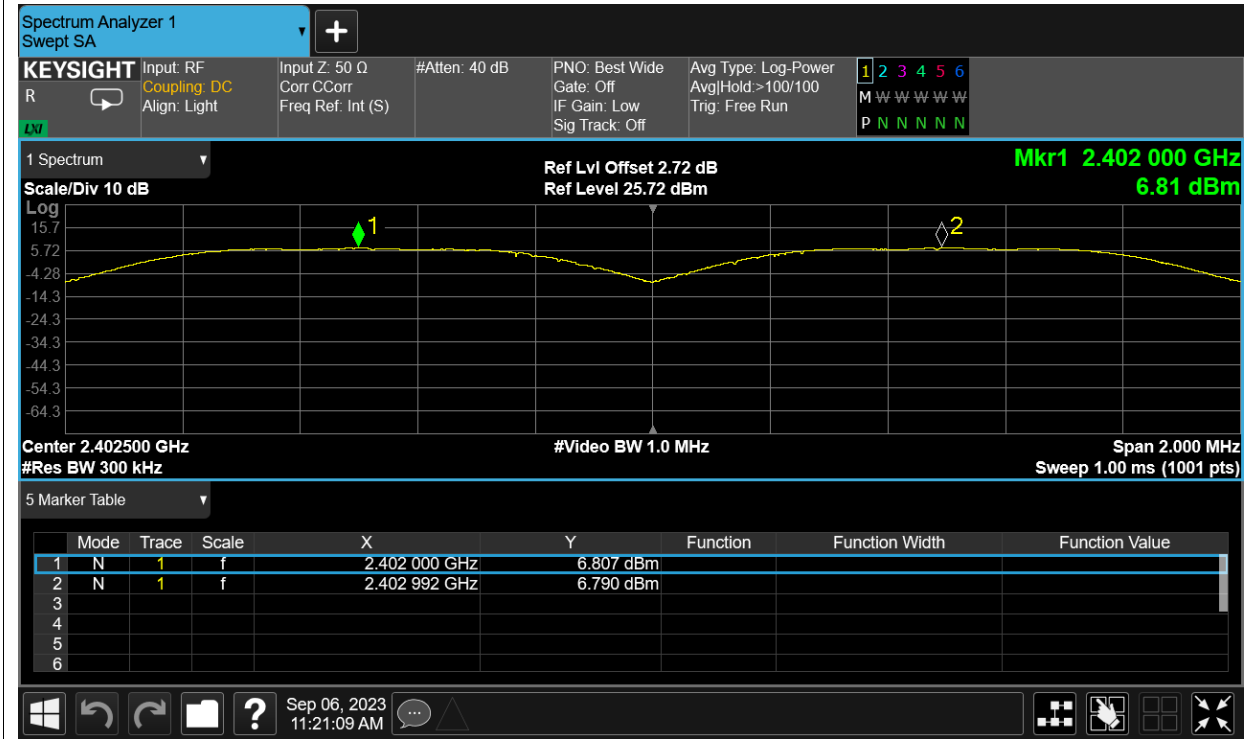 Spectrum Analyzer 1
Swept SA
+
KEYSIGHT Input: RF Input Z: 50 Ω #Atten: 40 dB PNO: Best Wide Avg Type: Log-Power 1 2 3 4 5 6
R Coupling: DC Corr CCorr Gate: Off Avg|Hold:>100/100 M W W W W W
Align: Light Freq Ref: Int (S) IF Gain: Low Trig: Free Run
LXI Sig Track: Off P N N N N N
1 Spectrum Ref Lvl Offset 2.72 dB Mkr1 2.402 000 GHz
Scale/Div 10 dB Ref Level 25.72 dBm 6.81 dBm
Log
15.7 1 2
5.72
-4.28
-14.3
-24.3
-34.3
-44.3
-54.3
-64.3
Center 2.402500 GHz #Video BW 1.0 MHz Span 2.000 MHz
#Res BW 300 kHz Sweep 1.00 ms (1001 pts)
5 Marker Table
Mode Trace Scale X Y Function Function Width Function Value
1 N 1 f 2.402 000 GHz 6.807 dBm
2 N 1 f 2.402 992 GHz 6.790 dBm
3
4
5
6
? Sep 06, 2023
11:21:09 AM